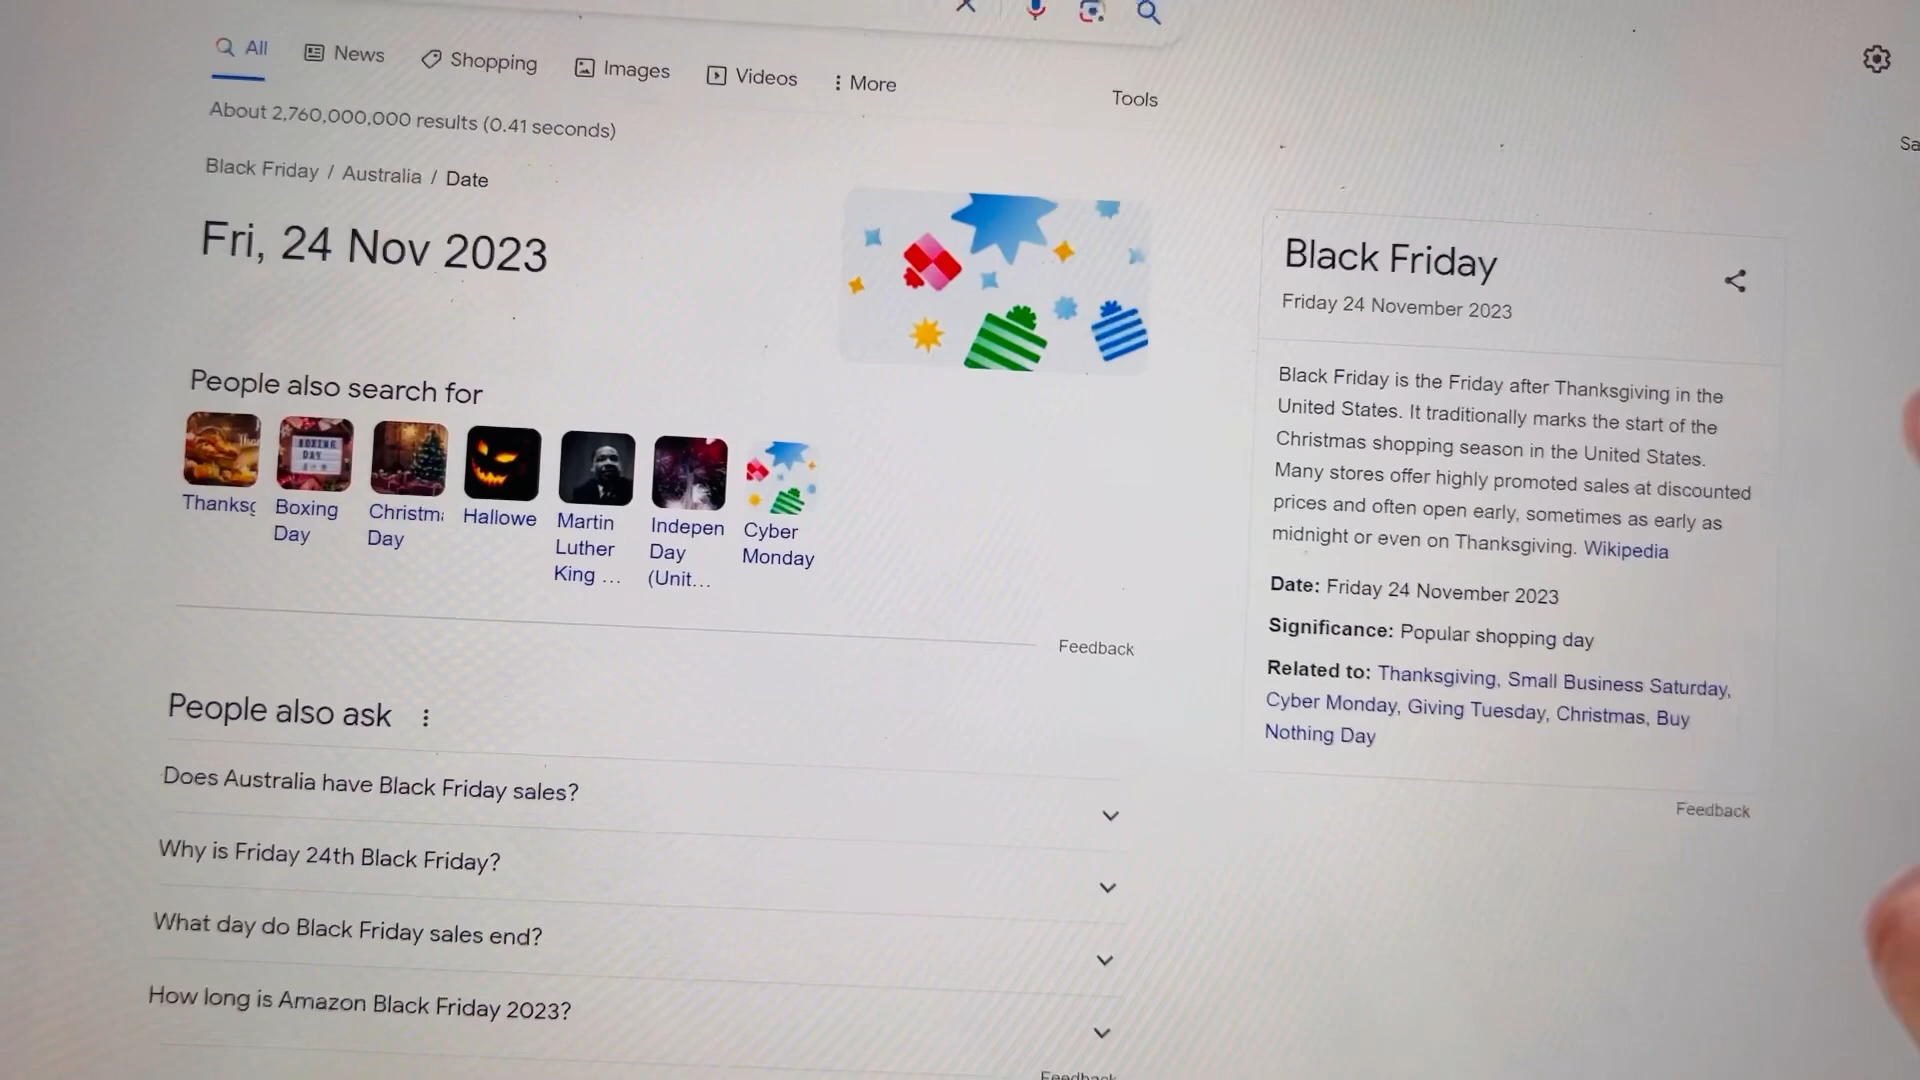 All News Shopping Images Videos More Tools
About 2,760,000,000 results (0.41 seconds)
Black Friday / Australia / Date
Fri, 24 Nov 2023
People also search for
Thanksg
Boxing
Day
Christm
Day
Hallowe
Martin
Luther
King ...
Indepen
Day
(Unit...
Cyber
Monday
Feedback
People also ask
Does Australia have Black Friday sales?
Why is Friday 24th Black Friday?
What day do Black Friday sales end?
How long is Amazon Black Friday 2023?
Feedback
Sa
Black Friday
Friday 24 November 2023
Black Friday is the Friday after Thanksgiving in the
United States. It traditionally marks the start of the
Christmas shopping season in the United States.
Many stores offer highly promoted sales at discounted
prices and often open early, sometimes as early as
midnight or even on Thanksgiving. Wikipedia
Date: Friday 24 November 2023
Significance: Popular shopping day
Related to: Thanksgiving, Small Business Saturday,
Cyber Monday, Giving Tuesday, Christmas, Buy
Nothing Day
Feedback
BOXING
DAY